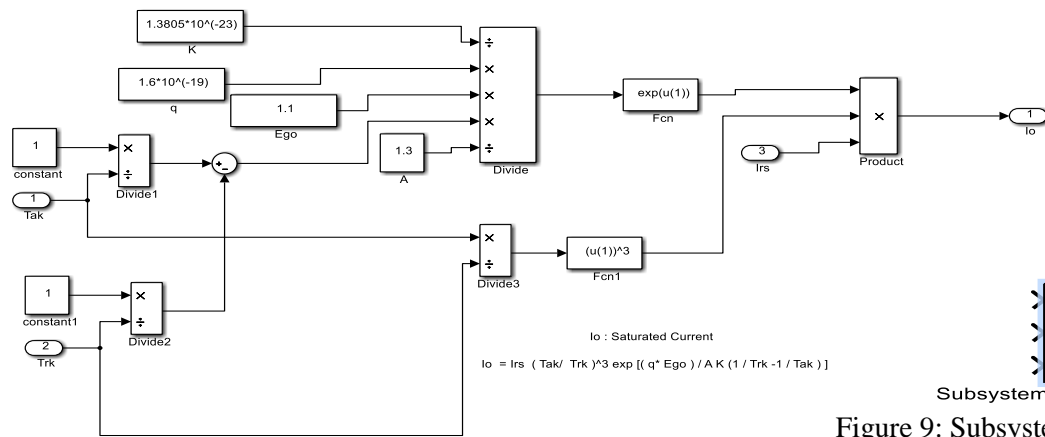 1.3805*10^(-23)
K
÷
1.6*10^(-19)
×
q
1.1
×
exp(u(1))
Ego
Fcn
1
×
×
1
Io
1
×
+
-
1.3
÷
3
Product
constant
÷
A
Divide
Irs
1
Divide1
Tak
×
(u(1))^3
÷
Fcn1
Divide3
1
×
constant1
÷
Io : Saturated Current
2
Divide2
Trk
Io = Irs ( Tak/ Trk )^3 exp [( q* Ego ) / A K (1 / Trk -1 / Tak ) ]
Subsystem
Figure 9: Subsyste